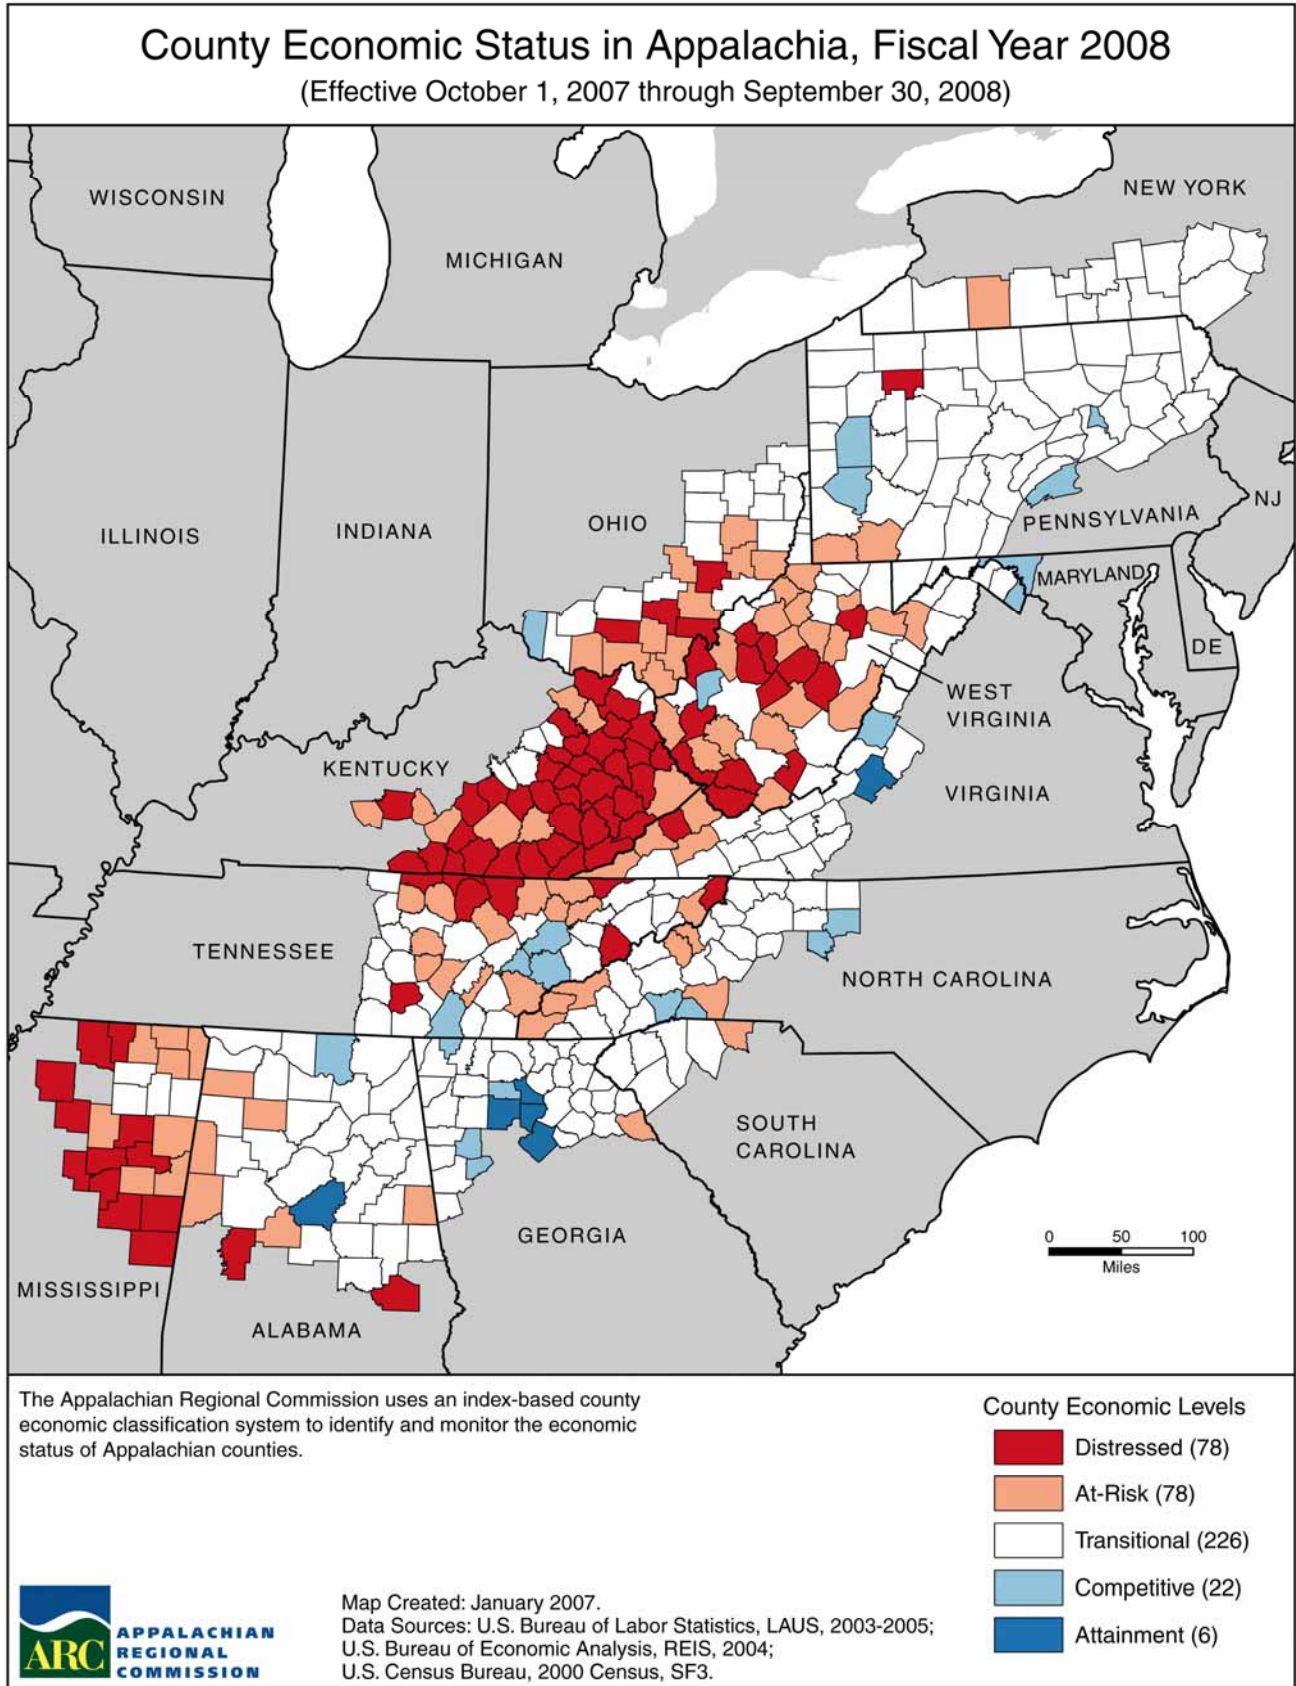 County Economic Status in Appalachia, Fiscal Year 2008
(Effective October 1, 2007 through September 30, 2008)
WISCONSIN
NEW YORK
MICHIGAN
ILLINOIS
INDIANA
OHIO
PENNSYLVANIA
NJ
MARYLAND
DE
WEST
VIRGINIA
KENTUCKY
VIRGINIA
TENNESSEE
NORTH CAROLINA
SOUTH
CAROLINA
GEORGIA
0 50 100
Miles
MISSISSIPPI
ALABAMA
The Appalachian Regional Commission uses an index-based county
economic classification system to identify and monitor the economic
status of Appalachian counties.
County Economic Levels
Distressed (78)
At-Risk (78)
Transitional (226)
Competitive (22)
Attainment (6)
ARC
APPALACHIAN
REGIONAL
COMMISSION
Map Created: January 2007.
Data Sources: U.S. Bureau of Labor Statistics, LAUS, 2003-2005;
U.S. Bureau of Economic Analysis, REIS, 2004;
U.S. Census Bureau, 2000 Census, SF3.